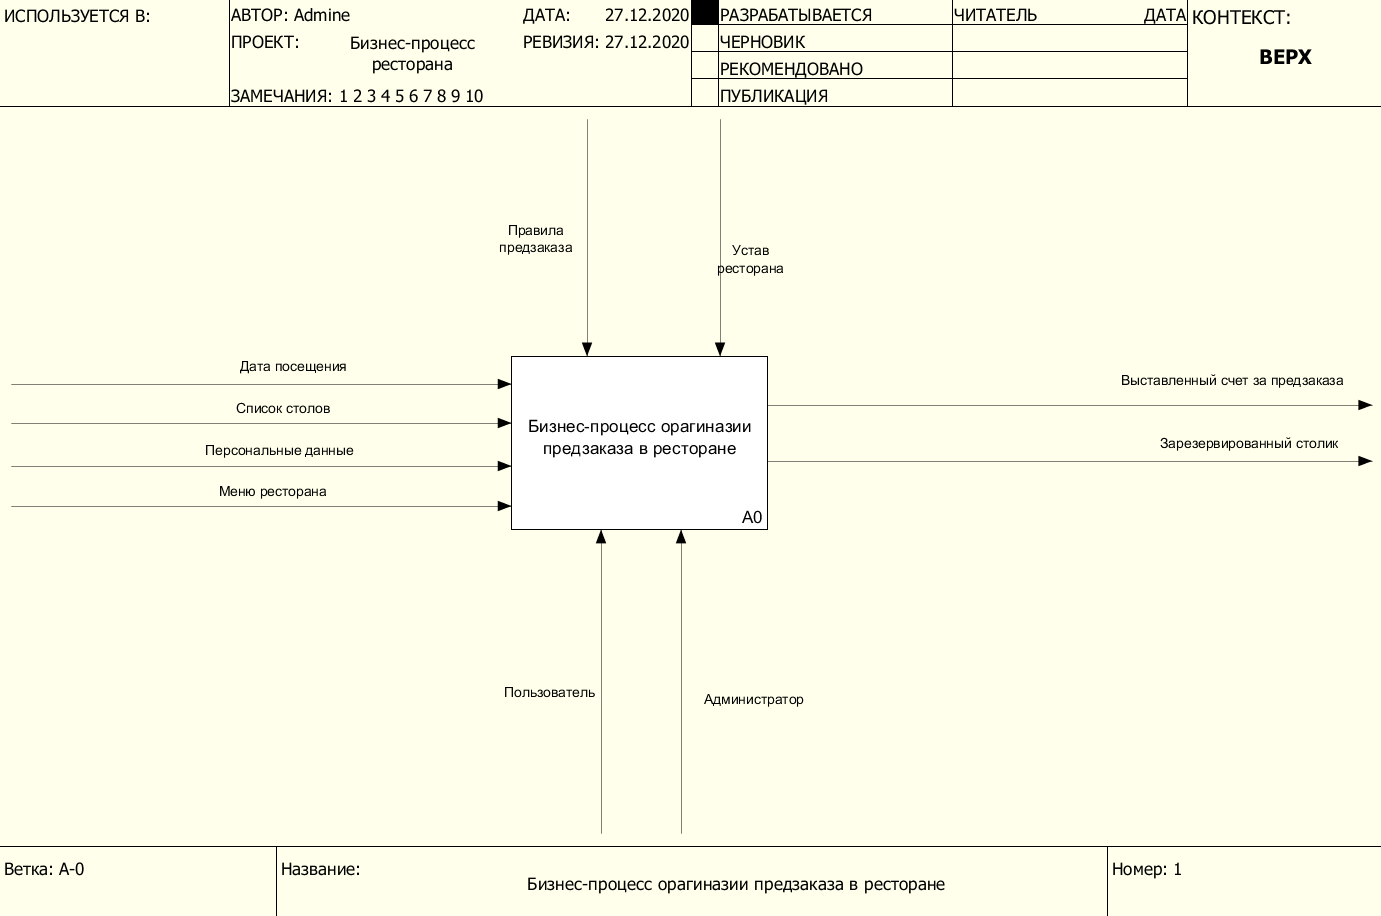 ИСПОЛЬЗУЕТСЯ В:
АВТОР: Admine
ДАТА: 27.12.2020
ПРОЕКТ: Бизнес-процесс
ресторана
РЕВИЗИЯ: 27.12.2020
ЗАМЕЧАНИЯ: 1 2 3 4 5 6 7 8 9 10
РАЗРАБАТЫВАЕТСЯ
ЧЕРНОВИК
РЕКОМЕНДОВАНО
ПУБЛИКАЦИЯ
ЧИТАТЕЛЬ ДАТА
КОНТЕКСТ:
ВЕРХ
Правила
предзаказа
Устав
ресторана
Дата посещения
Список столов
Персональные данные
Меню ресторана
Бизнес-процесс орагиназии
предзаказа в ресторане
A0
Выставленный счет за предзаказа
Зарезервированный столик
Пользователь
Администратор
Ветка: A-0
Название:
Бизнес-процесс орагиназии предзаказа в ресторане
Номер: 1